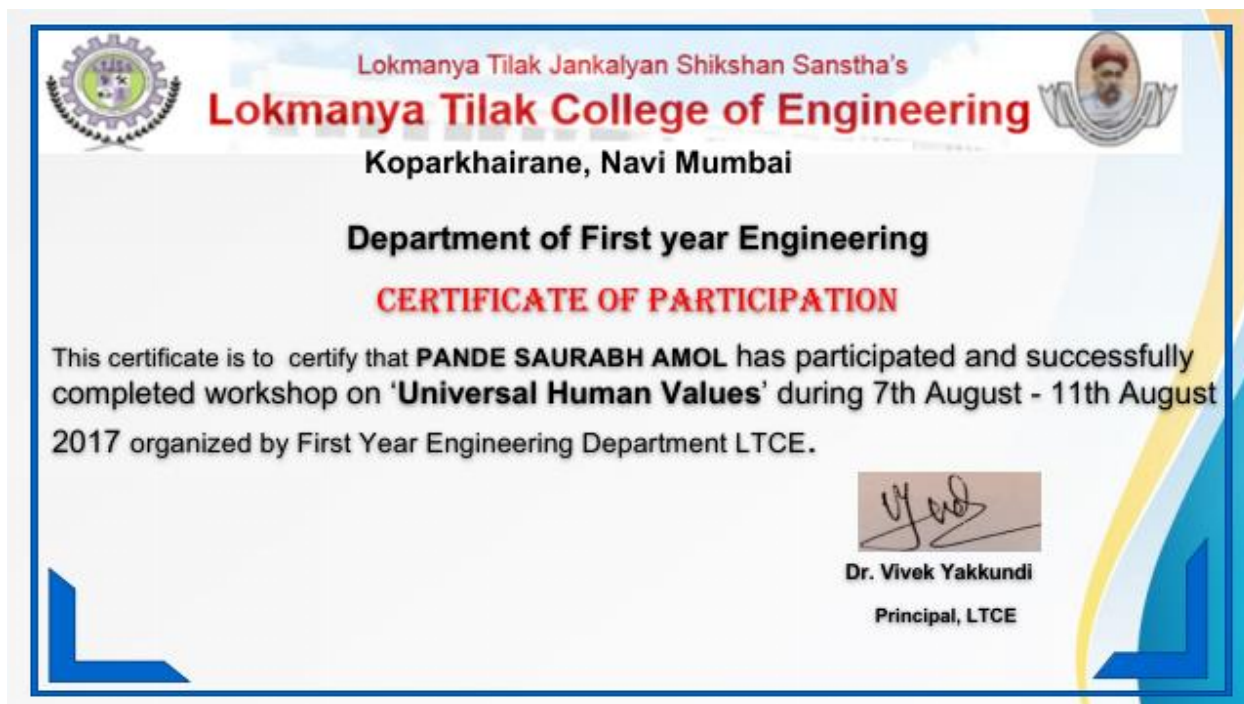 Lokmanya Tilak Jankalyan Shikshan Sanstha's
Lokmanya Tilak College of Engineering
Koparkhairane, Navi Mumbai
Department of First year Engineering
CERTIFICATE OF PARTICIPATION
This certificate is to certify that PANDE SAURABH AMOL has participated and successfully
completed workshop on ‘Universal Human Values’ during 7th August - 11th August
2017 organized by First Year Engineering Department LTCE.
Dr. Vivek Yakkundi
Principal, LTCE